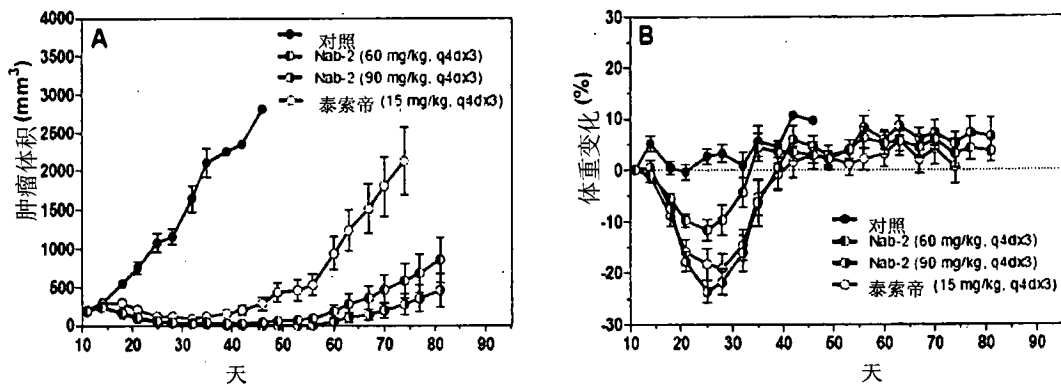 A
肿瘤体积 (mm³)
4000
3500
3000
2500
2000
1500
1000
500
0
10 20 30 40 50 60 70 80 90
天
对照
Nab-2 (60 mg/kg, q4dx3)
Nab-2 (90 mg/kg, q4dx3)
泰索帝 (15 mg/kg, q4dx3)
B
体重变化 (%)
30
20
10
0
-10
-20
-30
10 20 30 40 50 60 70 80 90
天
对照
Nab-2 (60 mg/kg, q4dx3)
Nab-2 (90 mg/kg, q4dx3)
泰索帝 (15 mg/kg, q4dx3)